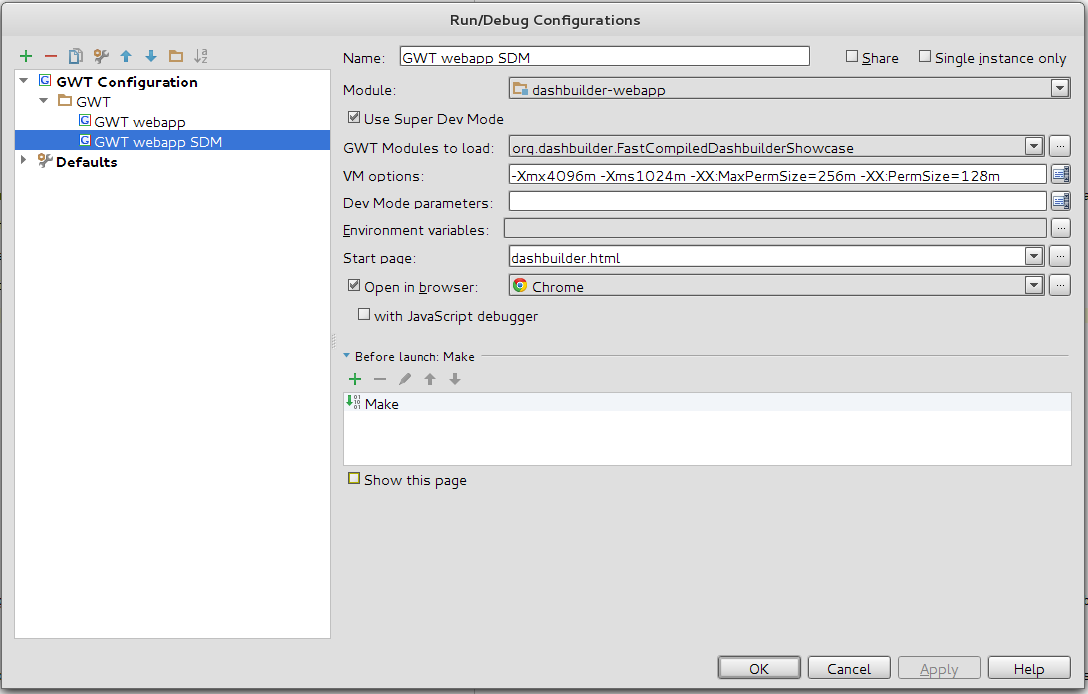 Run/Debug Configurations
Name: GWT webapp SDM Share Single instance only
GWT Configuration
GWT
GWT webapp
GWT webapp SDM
Defaults
Module: dashbuilder-webapp
Use Super Dev Mode
GWT Modules to load: org.dashbuilder.FastCompiledDashbuilderShowcase
VM options: -Xmx4096m -Xms1024m -XX:MaxPermSize=256m -XX:PermSize=128m
Dev Mode parameters:
Environment variables:
Start page: dashbuilder.html
Open in browser: Chrome
with JavaScript debugger
Before launch: Make
Make
Show this page
OK Cancel Apply Help